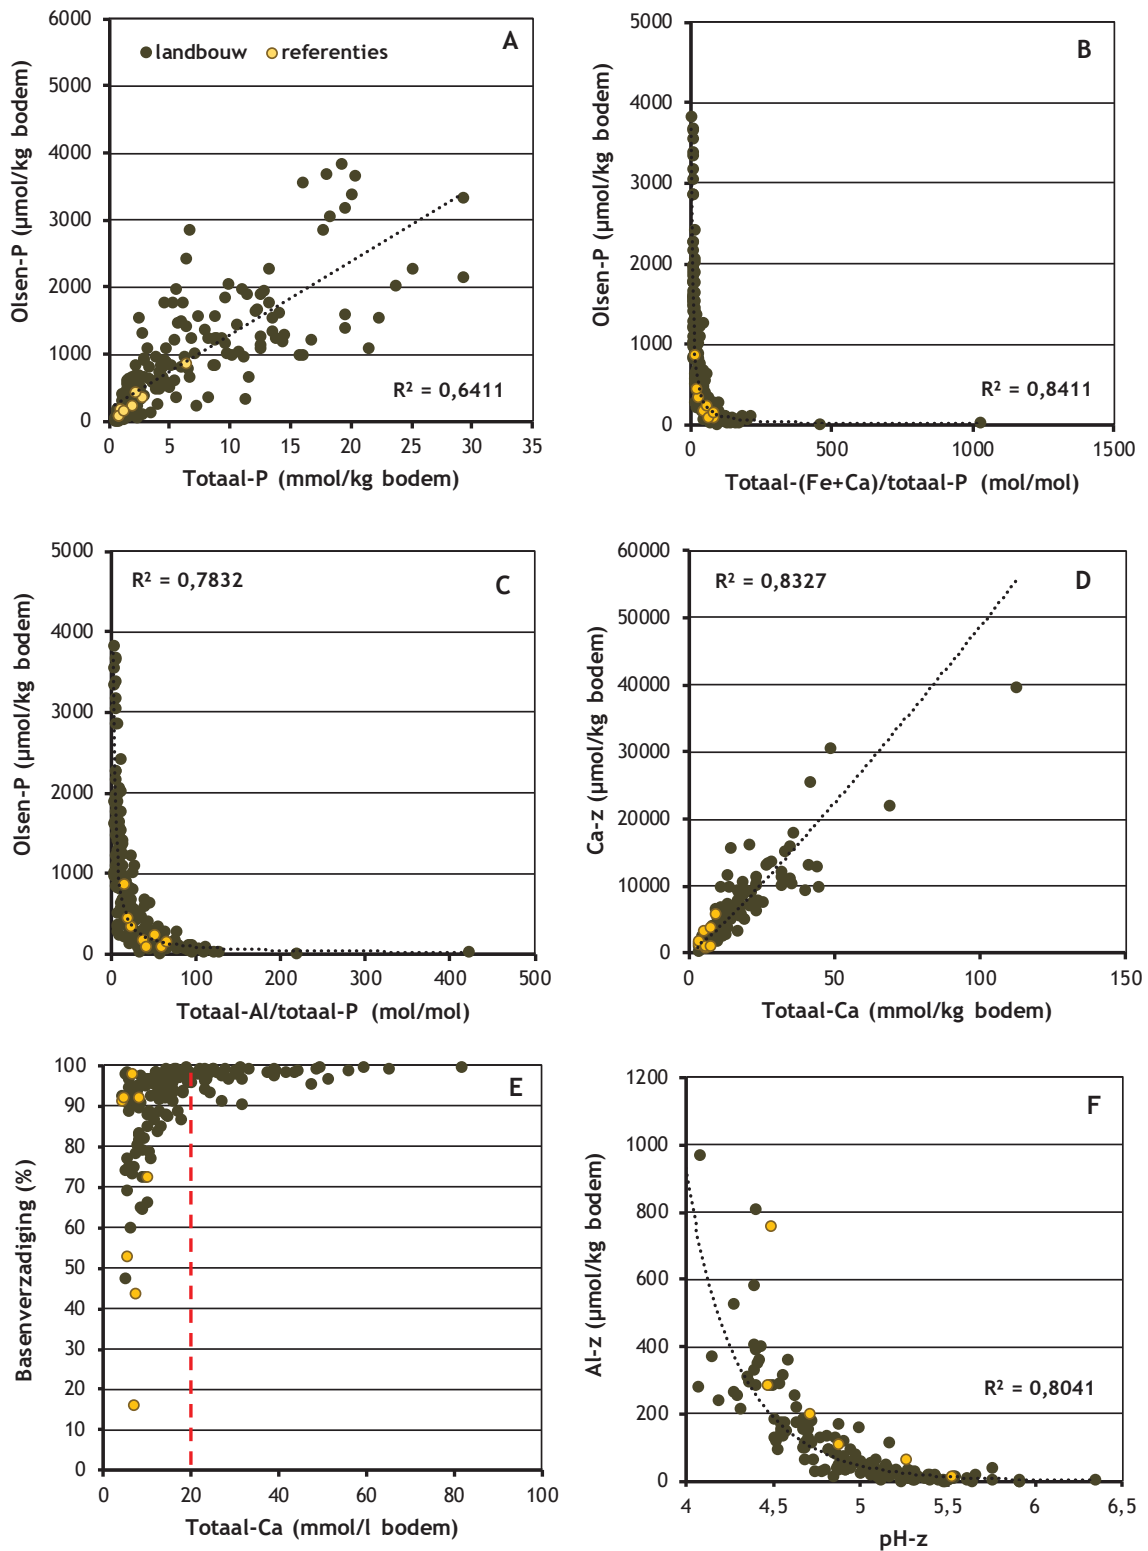 A
landbouw
referenties
6000
5000
4000
3000
2000
1000
0
R² = 0,6411
0 5 10 15 20 25 30 35
Totaal-P (mmol/kg bodem)
Olsen-P (µmol/kg bodem)
B
5000
4000
3000
2000
1000
0
R² = 0,8411
0 500 1000 1500
Totaal-(Fe+Ca)/totaal-P (mol/mol)
Olsen-P (µmol/kg bodem)
C
R² = 0,7832
5000
4000
3000
2000
1000
0
0 100 200 300 400 500
Totaal-Al/totaal-P (mol/mol)
Olsen-P (µmol/kg bodem)
D
R² = 0,8327
60000
50000
40000
30000
20000
10000
0
0 50 100 150
Totaal-Ca (mmol/kg bodem)
Ca-z (µmol/kg bodem)
E
100
90
80
70
60
50
40
30
20
10
0
0 20 40 60 80 100
Totaal-Ca (mmol/l bodem)
Basenverzadiging (%)
F
1200
1000
800
600
400
200
0
R² = 0,8041
4 4,5 5 5,5 6 6,5
pH-z
Al-z (µmol/kg bodem)